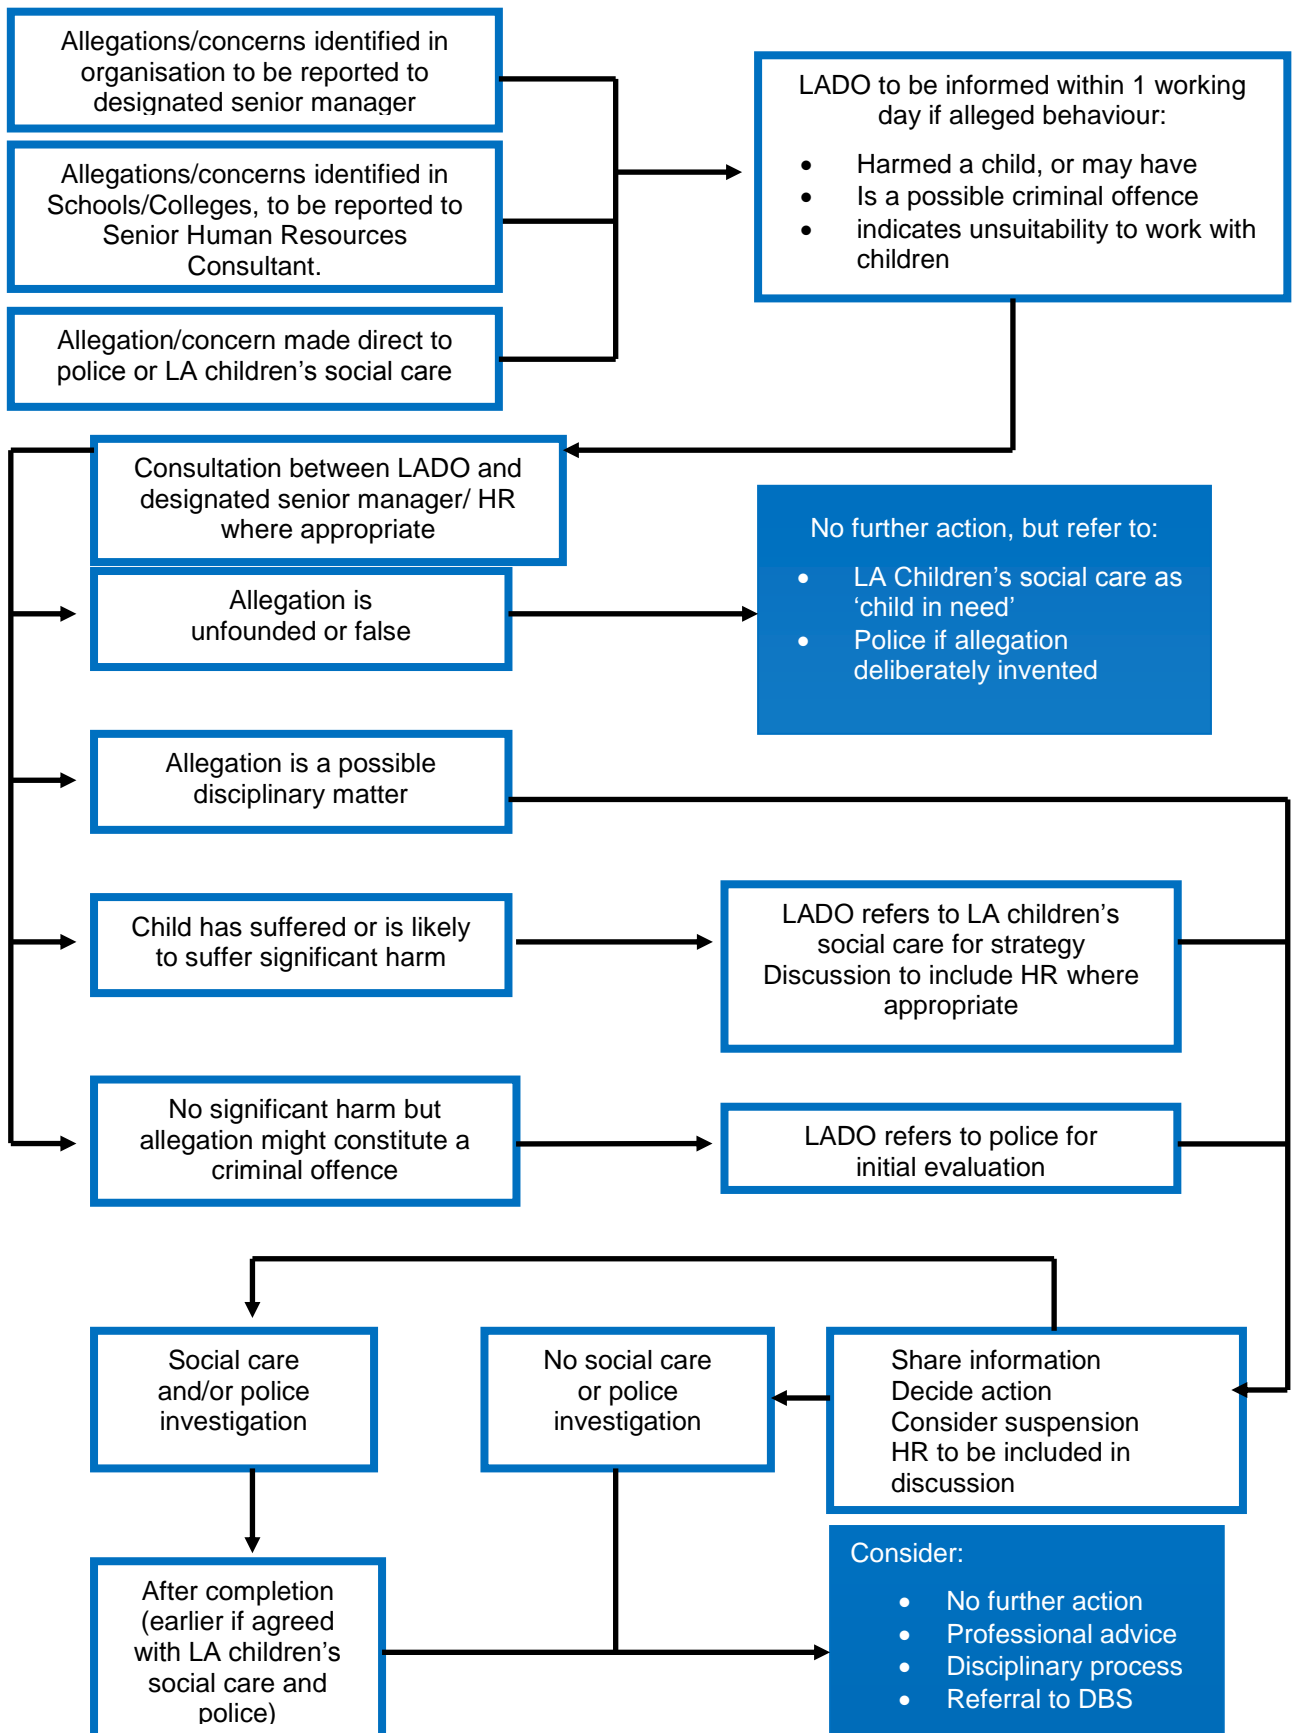 Allegations/concerns identified in
organisation to be reported to
designated senior manager
LADO to be informed within 1 working
day if alleged behaviour:
• Harmed a child, or may have
• Is a possible criminal offence
• indicates unsuitability to work with
children
Allegations/concerns identified in
Schools/Colleges, to be reported to
Senior Human Resources
Consultant.
Allegation/concern made direct to
police or LA children’s social care
Consultation between LADO and
designated senior manager/ HR
where appropriate
No further action, but refer to:
• LA Children’s social care as
‘child in need’
• Police if allegation
deliberately invented
Allegation is
unfounded or false
Allegation is a possible
disciplinary matter
Child has suffered or is likely
to suffer significant harm
LADO refers to LA children’s
social care for strategy
Discussion to include HR where
appropriate
No significant harm but
allegation might constitute a
criminal offence
LADO refers to police for
initial evaluation
Social care
and/or police
investigation
No social care
or police
investigation
Share information
Decide action
Consider suspension
HR to be included in
discussion
After completion
(earlier if agreed
with LA children’s
social care and
police)
Consider:
• No further action
• Professional advice
• Disciplinary process
• Referral to DBS